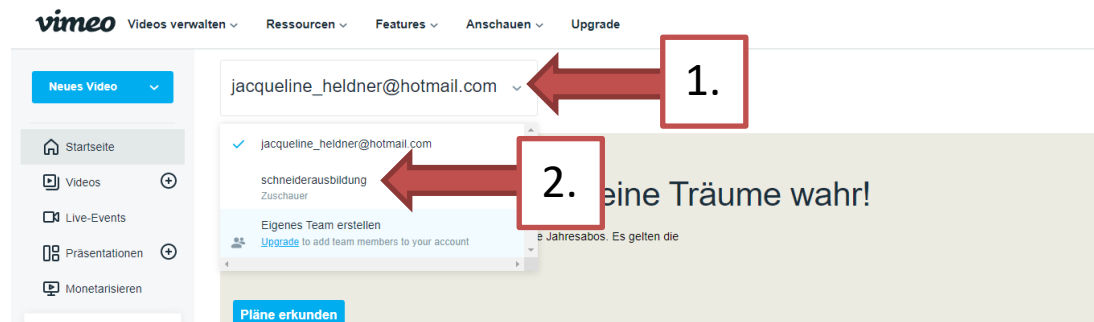 vimeo Videos verwalten Ressourcen Features Anschauen Upgrade
Neues Video
Startseite
Videos
Live-Events
Präsentationen
Monetarisieren
jacqueline_heldner@hotmail.com
1.
jacqueline_heldner@hotmail.com
schneiderausbildung
Zuschauer
2.
Eigenes Team erstellen
Upgrade to add team members to your account
eine Träume wahr!
e Jahresabos. Es gelten die
Pläne erkunden